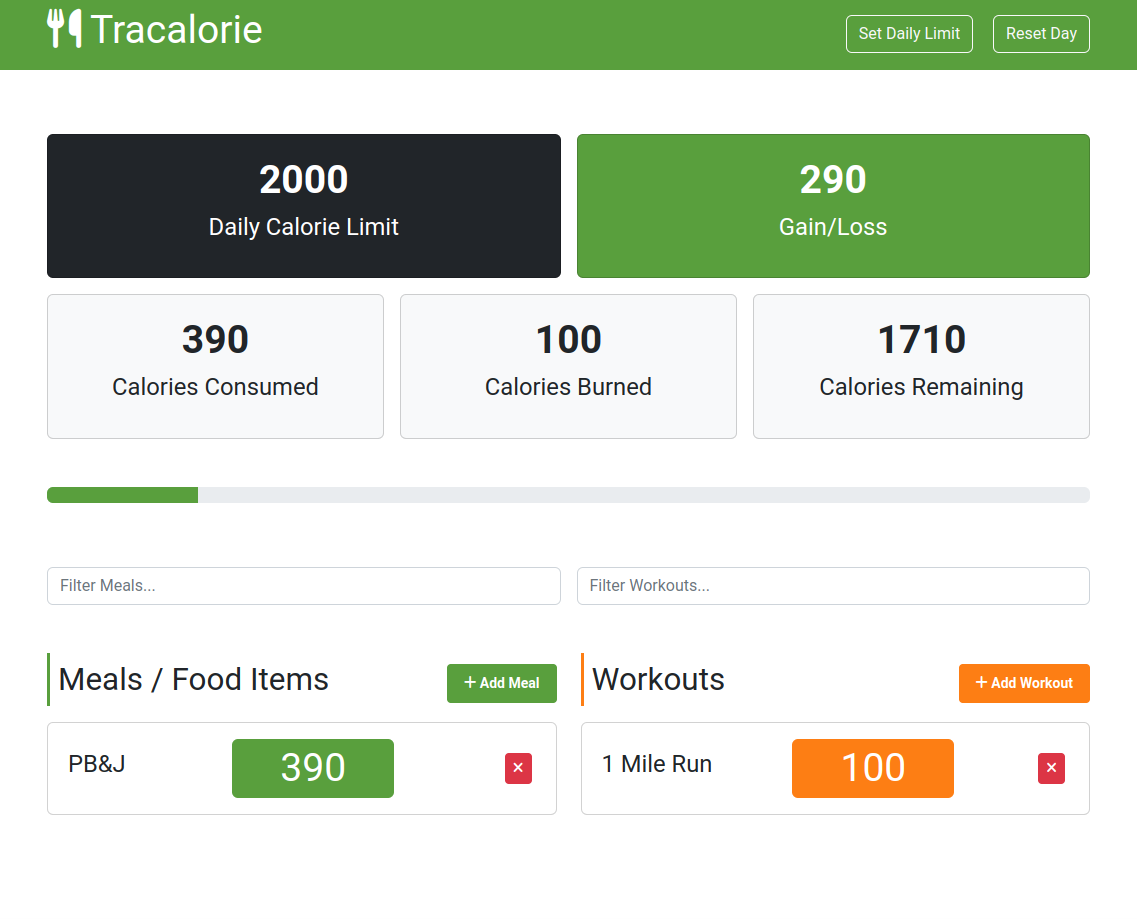 Tracalorie
Set Daily Limit
Reset Day
2000
Daily Calorie Limit
290
Gain/Loss
390
Calories Consumed
100
Calories Burned
1710
Calories Remaining
Filter Meals...
Filter Workouts...
Meals / Food Items
+ Add Meal
Workouts
+ Add Workout
PB&J
390
×
1 Mile Run
100
×